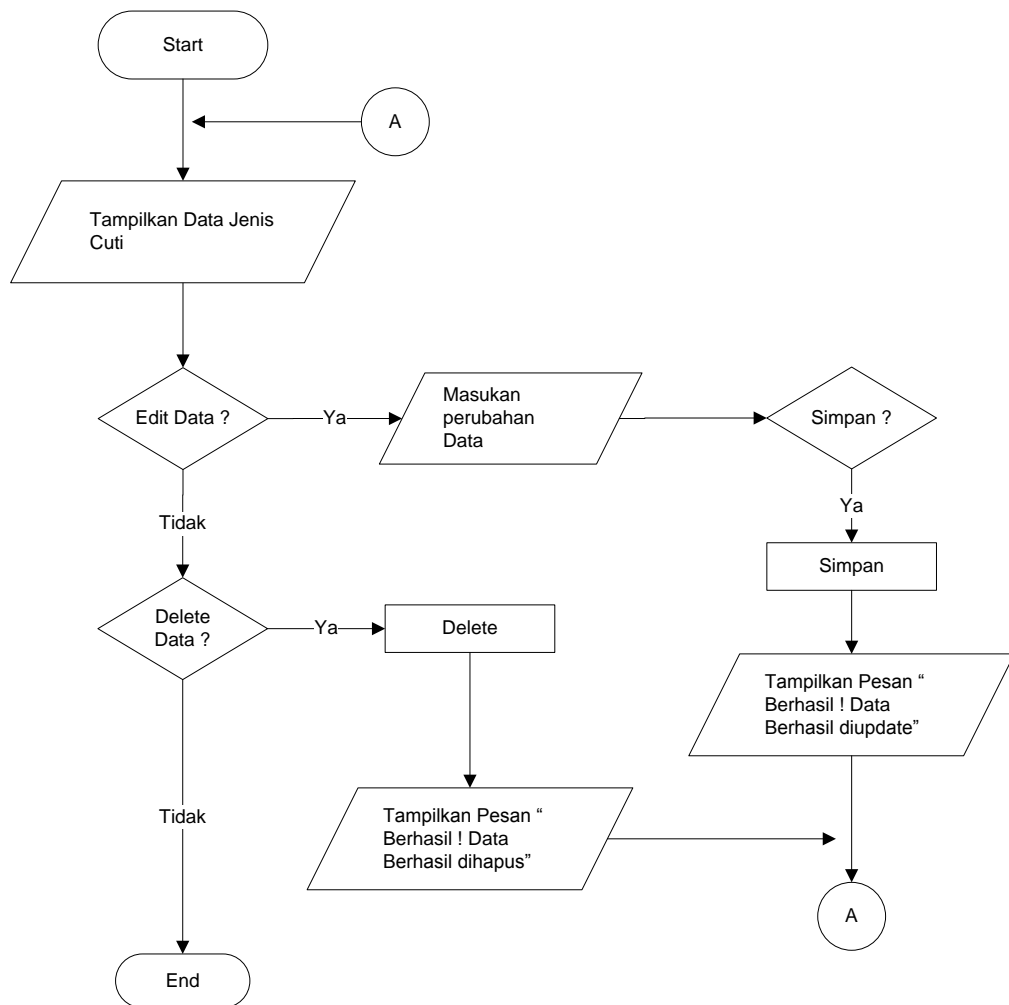 Start
A
Tampilkan Data Jenis
Cuti
Edit Data ?
Ya
Masukan
perubahan
Data
Simpan ?
Tidak
Ya
Simpan
Delete
Data ?
Ya
Delete
Tampilkan Pesan “
Berhasil ! Data
Berhasil diupdate”
Tidak
Tampilkan Pesan “
Berhasil ! Data
Berhasil dihapus”
A
End